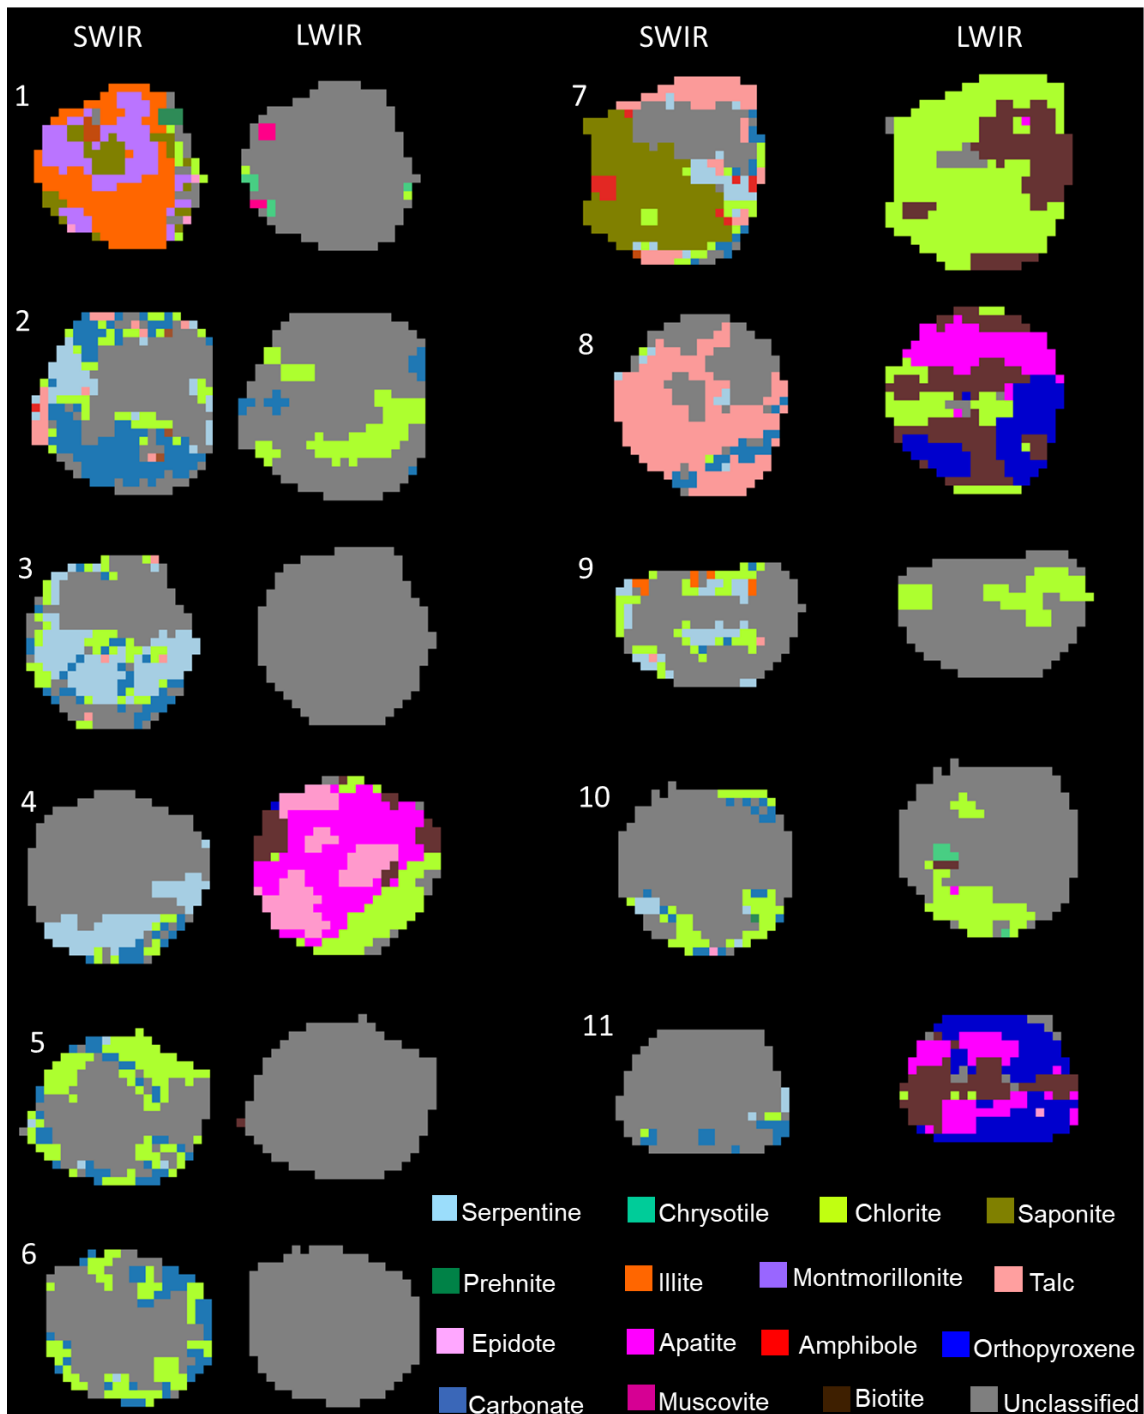 SWIR LWIR SWIR LWIR
1 7
2 8
3 9
4 10
5 11
6
Serpentine Chrysotile Chlorite Saponite
Prehnite Illite Montmorillonite Talc
Epidote Apatite Amphibole Orthopyroxene
Carbonate Muscovite Biotite Unclassified